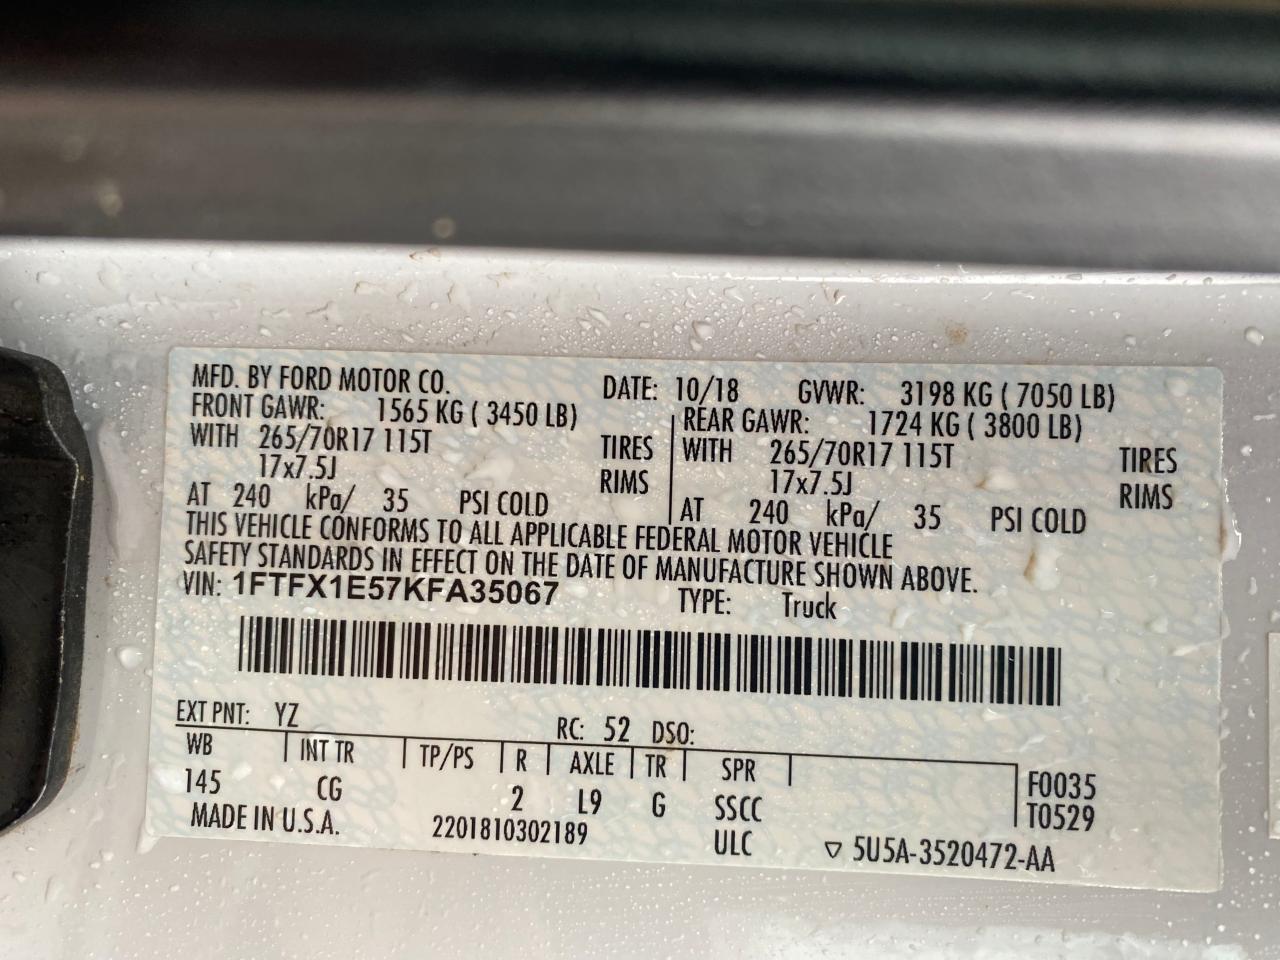 MFD. BY FORD MOTOR CO. DATE: 10/18 GVWR: 3198 KG ( 7050 LB)
FRONT GAWR: 1565 KG ( 3450 LB) REAR GAWR: 1724 KG ( 3800 LB)
WITH 265/70R17 115T TIRES WITH 265/70R17 115T TIRES
17x7.5J RIMS 17x7.5J RIMS
AT 240 kPa/ 35 PSI COLD AT 240 kPa/ 35 PSI COLD
THIS VEHICLE CONFORMS TO ALL APPLICABLE FEDERAL MOTOR VEHICLE
SAFETY STANDARDS IN EFFECT ON THE DATE OF MANUFACTURE SHOWN ABOVE.
VIN: 1FTFX1E57KFA35067 TYPE: Truck
EXT PNT: YZ RC: 52 DSO:
WB INT TR TP/PS R AXLE TR SPR F0035
145 CG 2 L9 G SSCC T0529
MADE IN U.S.A. 2201810302189 ULC ▽ 5U5A-3520472-AA